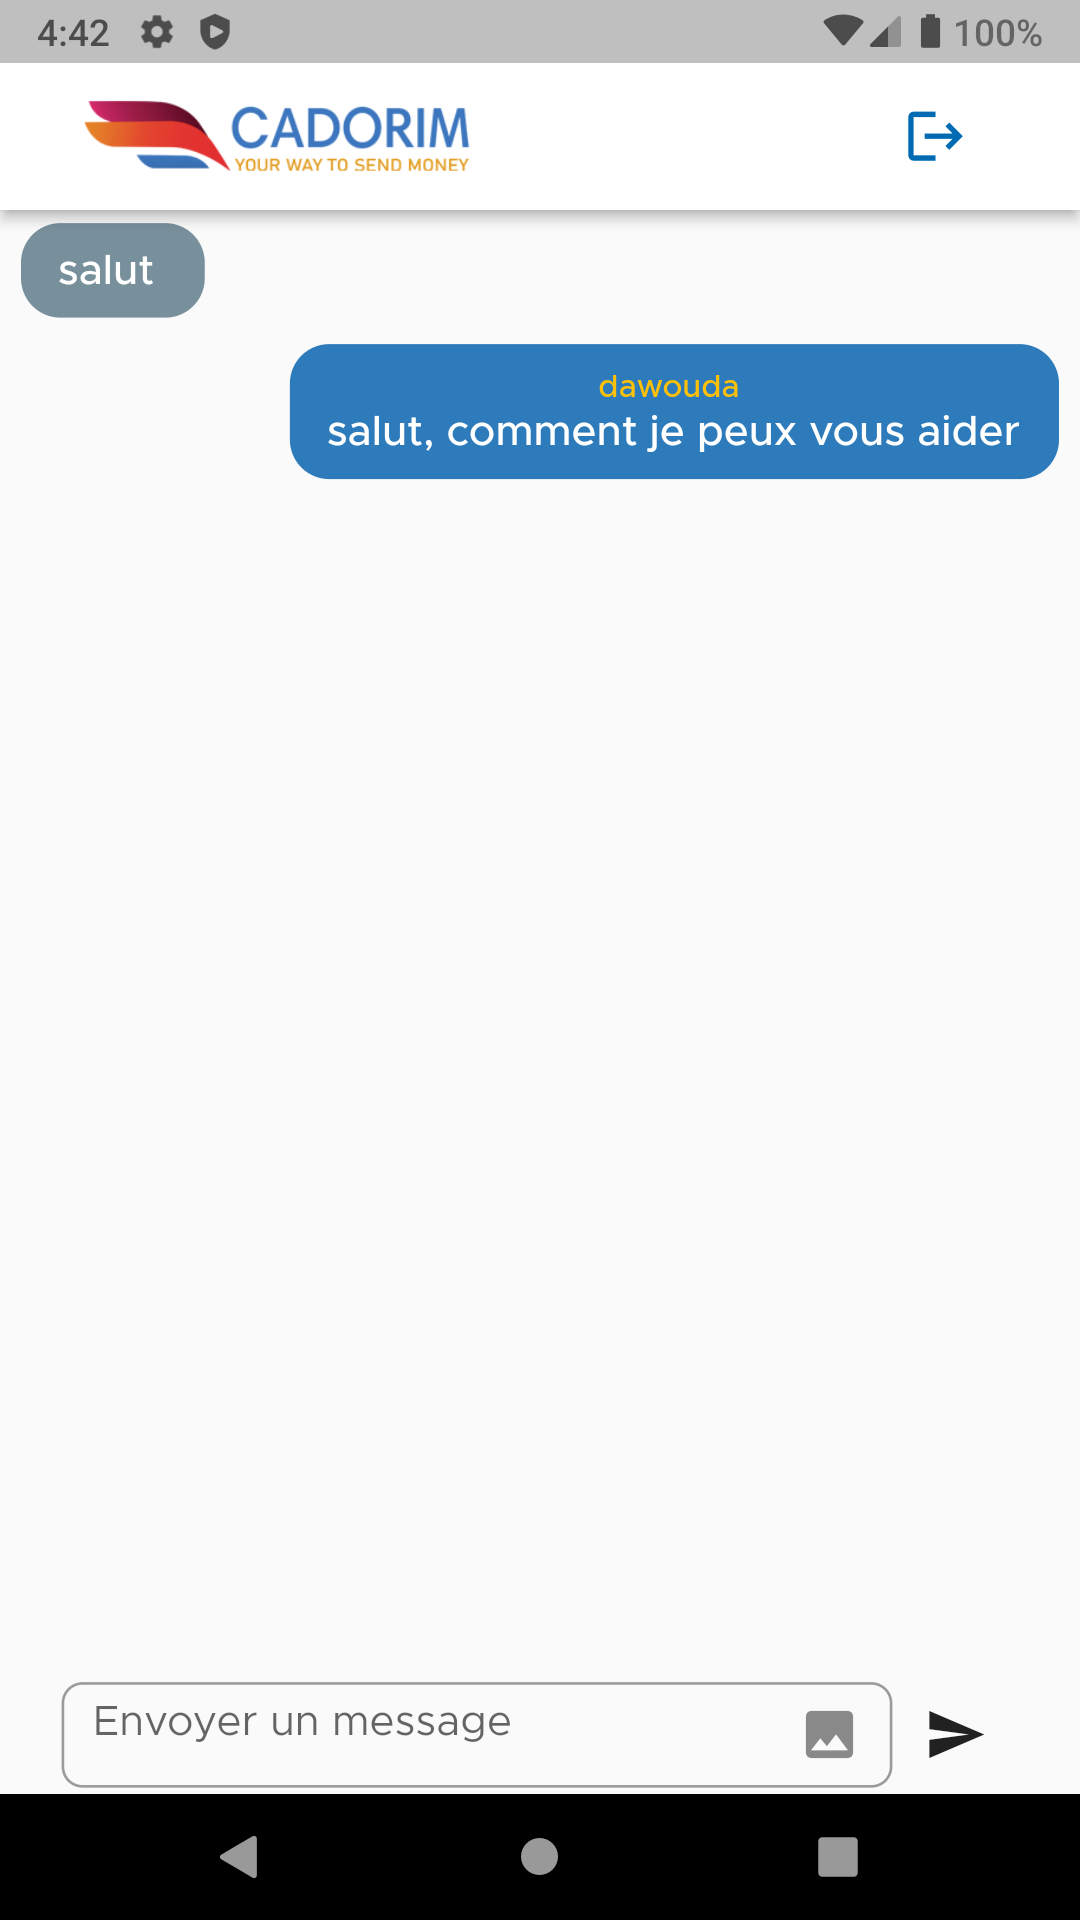 4:42
100%
CADORIM
YOUR WAY TO SEND MONEY
salut
dawouda
salut, comment je peux vous aider
Envoyer un message